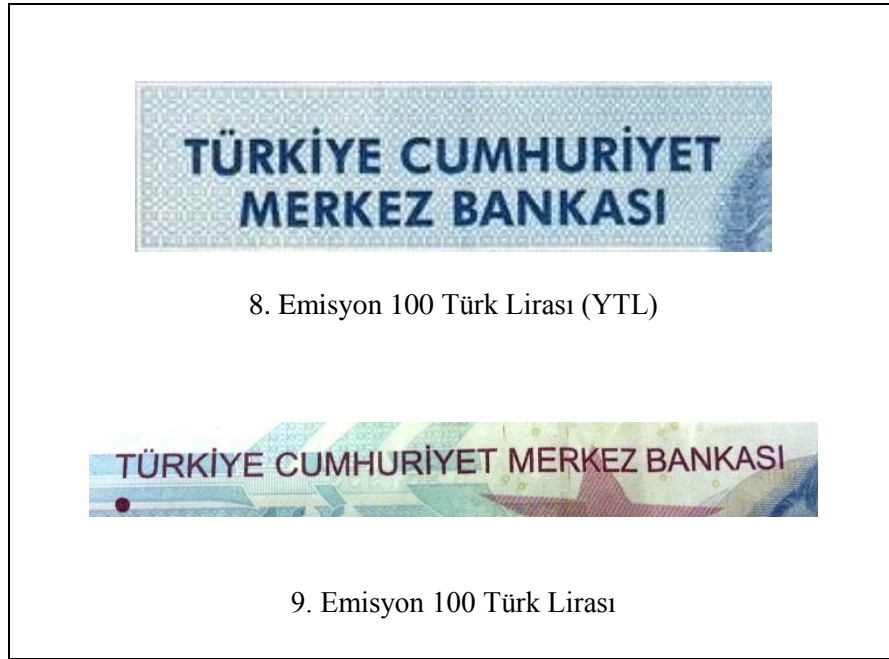 TÜRKİYE CUMHURİYET
MERKEZ BANKASI
8. Emisyon 100 Türk Lirası (YTL)
TÜRKİYE CUMHURİYET MERKEZ BANKASI
9. Emisyon 100 Türk Lirası